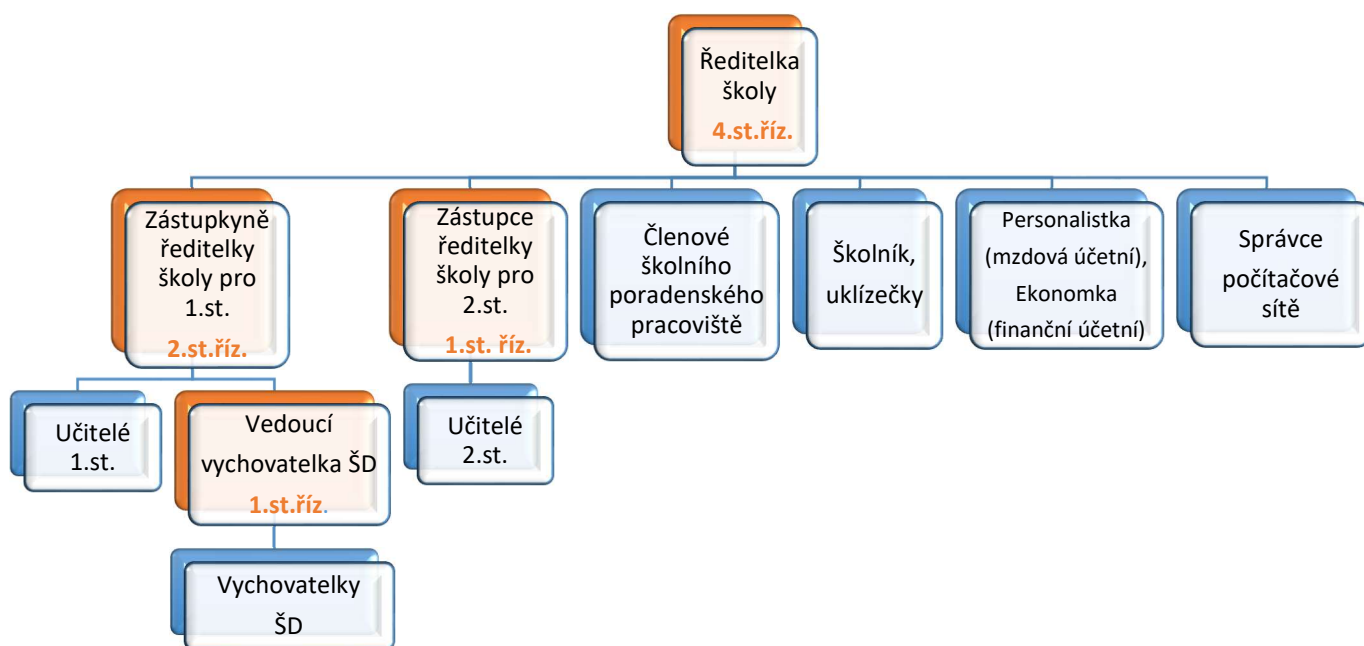 Ředitelka
školy
4.st.říz.
Zástupkyně
ředitelky
školy pro
1.st.
2.st.říz.
Zástupce
ředitelky
školy pro
2.st.
1.st. říz.
Členové
školního
poradenského
pracoviště
Školník,
uklízečky
Personalistka
(mzdová účetní),
Ekonomka
(finanční účetní)
Správce
počítačové
sítě
Učitelé
1.st.
Vedoucí
vychovatelka ŠD
1.st.říz.
Učitelé
2.st.
Vychovatelky
ŠD